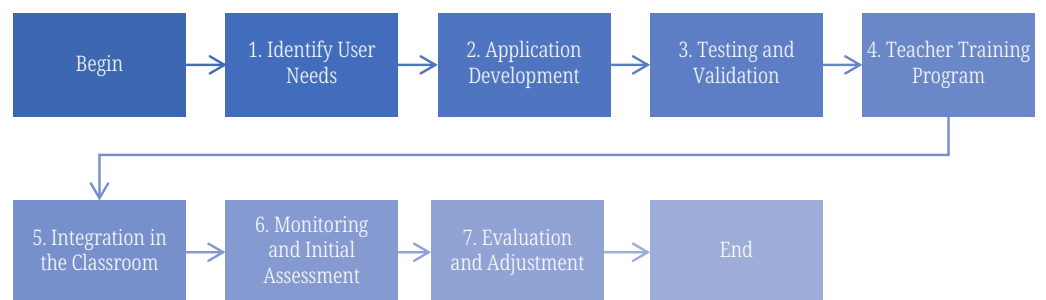 Begin
1. Identify User
Needs
2. Application
Development
3. Testing and
Validation
4. Teacher Training
Program
5. Integration in
the Classroom
6. Monitoring
and Initial
Assessment
7. Evaluation
and Adjustment
End